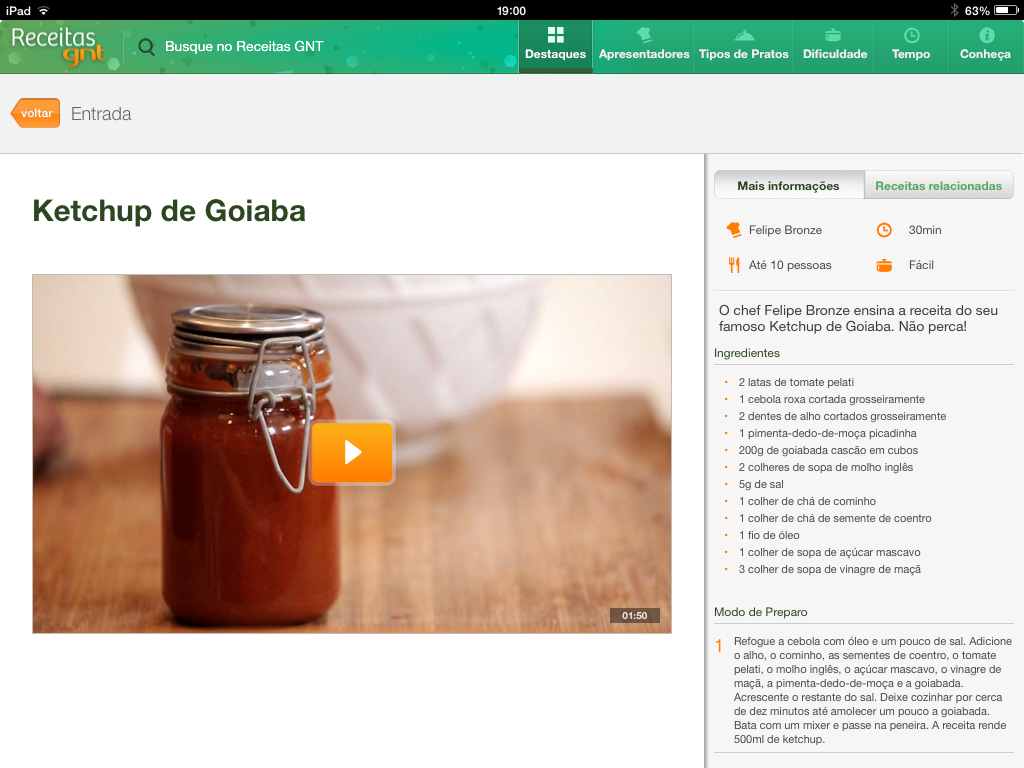 iPad
19:00
63%
Receitas
gnt
Busque no Receitas GNT
Destaques
Apresentadores
Tipos de Pratos
Dificuldade
Tempo
Conheça
voltar
Entrada
Ketchup de Goiaba
01:50
Mais informações
Receitas relacionadas
Felipe Bronze
30min
Até 10 pessoas
Fácil
O chef Felipe Bronze ensina a receita do seu
famoso Ketchup de Goiaba. Não perca!
Ingredientes
• 2 latas de tomate pelati
• 1 cebola roxa cortada grosseiramente
• 2 dentes de alho cortados grosseiramente
• 1 pimenta-dedo-de-moça picadinha
• 200g de goiabada cascão em cubos
• 2 colheres de sopa de molho inglês
• 5g de sal
• 1 colher de chá de cominho
• 1 colher de chá de semente de coentro
• 1 fio de óleo
• 1 colher de sopa de açúcar mascavo
• 3 colher de sopa de vinagre de maçã
Modo de Preparo
1 Refogue a cebola com óleo e um pouco de sal. Adicione
o alho, o cominho, as sementes de coentro, o tomate
pelati, o molho inglês, o açúcar mascavo, o vinagre de
maçã, a pimenta-dedo-de-moça e a goiabada.
Acrescente o restante do sal. Deixe cozinhar por cerca
de dez minutos até amolecer um pouco a goiabada.
Bata com um mixer e passe na peneira. A receita rende
500ml de ketchup.